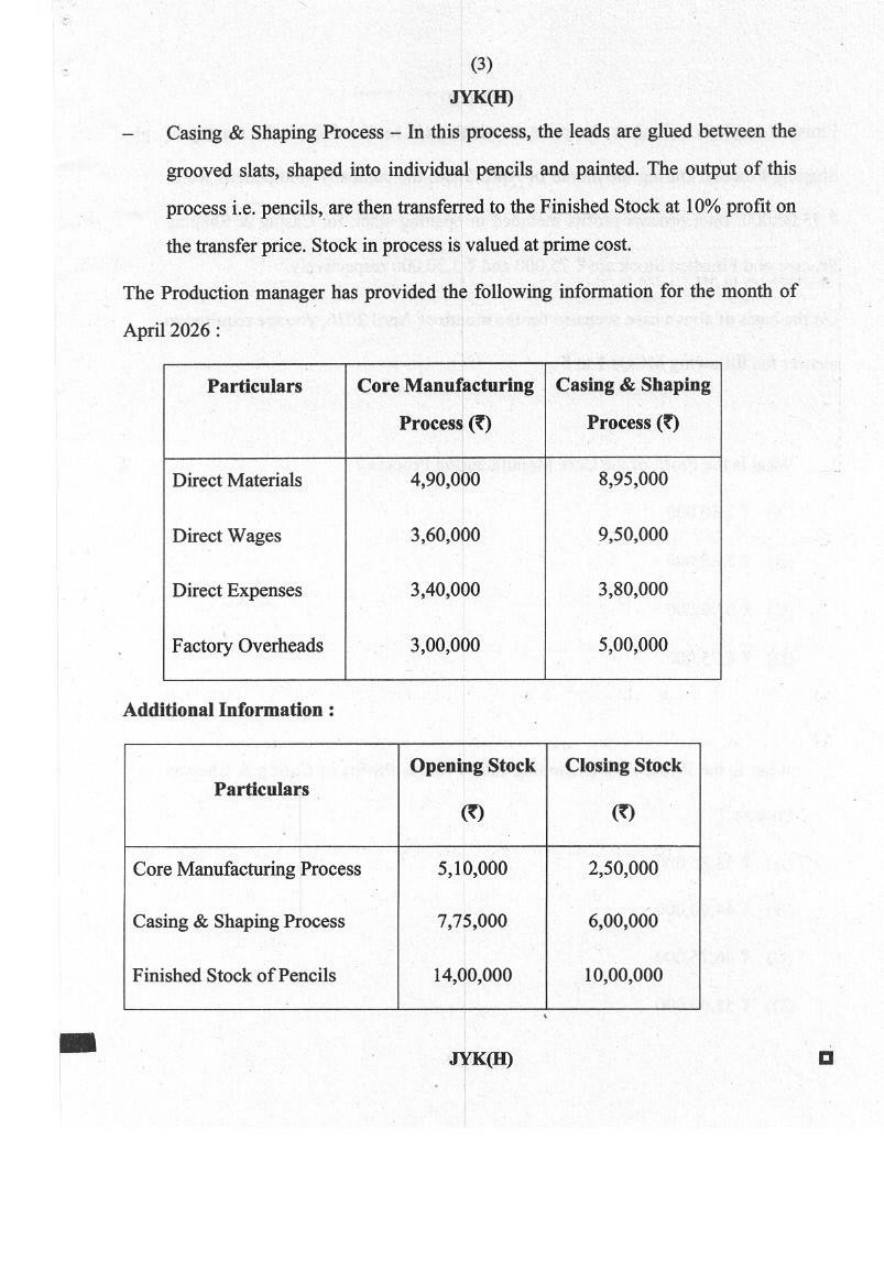 (3)
JYK(H)
– Casing & Shaping Process – In this process, the leads are glued between the
grooved slats, shaped into individual pencils and painted. The output of this
process i.e. pencils, are then transferred to the Finished Stock at 10% profit on
the transfer price. Stock in process is valued at prime cost.
The Production manager has provided the following information for the month of
April 2026 :
Particulars Core Manufacturing Casing & Shaping
Process (₹) Process (₹)
Direct Materials 4,90,000 8,95,000
Direct Wages 3,60,000 9,50,000
Direct Expenses 3,40,000 3,80,000
Factory Overheads 3,00,000 5,00,000
Additional Information :
Particulars Opening Stock Closing Stock
(₹) (₹)
Core Manufacturing Process 5,10,000 2,50,000
Casing & Shaping Process 7,75,000 6,00,000
Finished Stock of Pencils 14,00,000 10,00,000
JYK(H)